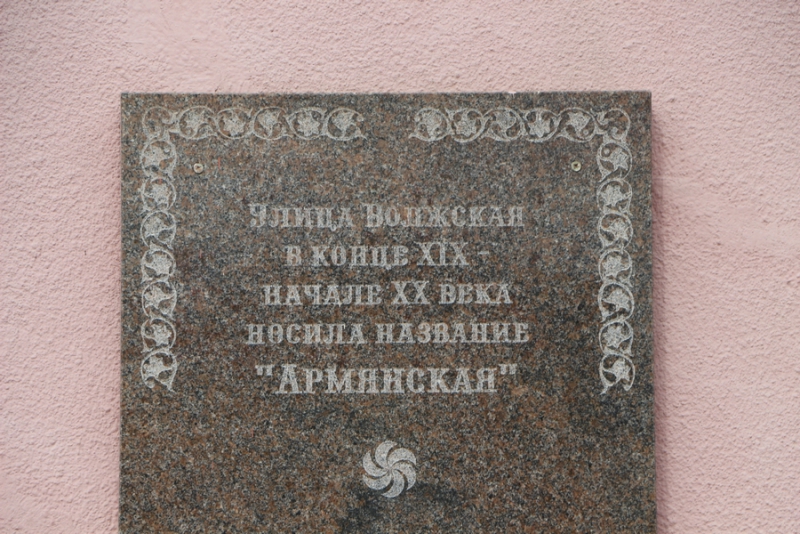 Улица Волжская
в конце XIX -
начале XX века
носила название
"Армянская"